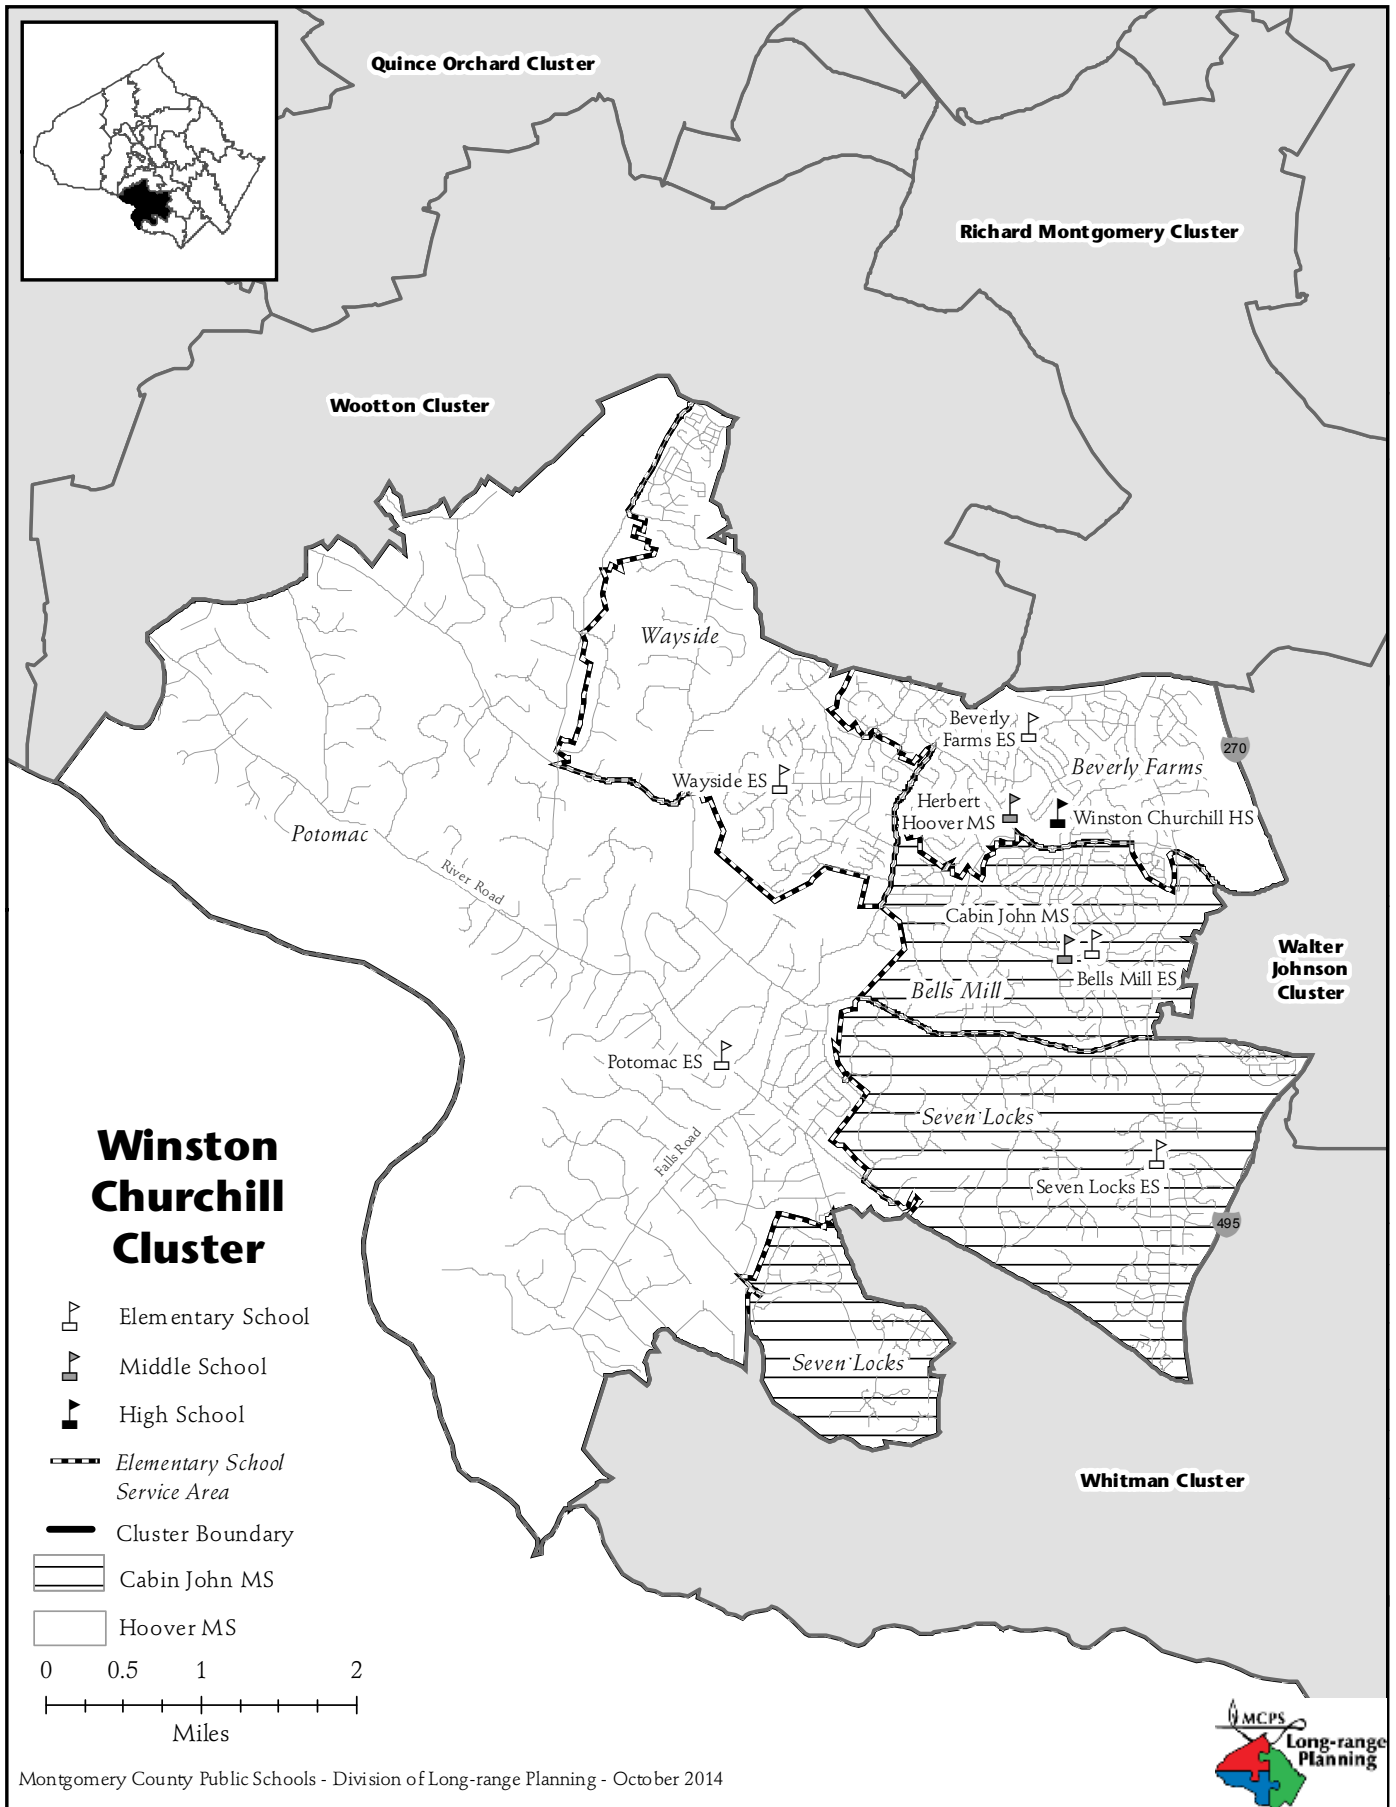 Quince Orchard Cluster
Richard Montgomery Cluster
Wootton Cluster
Wayside
Beverly
Farms ES
270
Beverly Farms
Wayside ES
Herbert
Hoover MS
Winston Churchill HS
Potomac
River Road
Cabin John MS
Walter
Johnson
Cluster
Bells Mill ES
Bells Mill
Potomac ES
Seven Locks
Falls Road
Seven Locks ES
495
Winston
Churchill
Cluster
Elementary School
Middle School
High School
Elementary School
Service Area
Cluster Boundary
Cabin John MS
Hoover MS
Seven Locks
Whitman Cluster
0 0.5 1 2
Miles
MCPS
Long-range
Planning
Montgomery County Public Schools - Division of Long-range Planning - October 2014